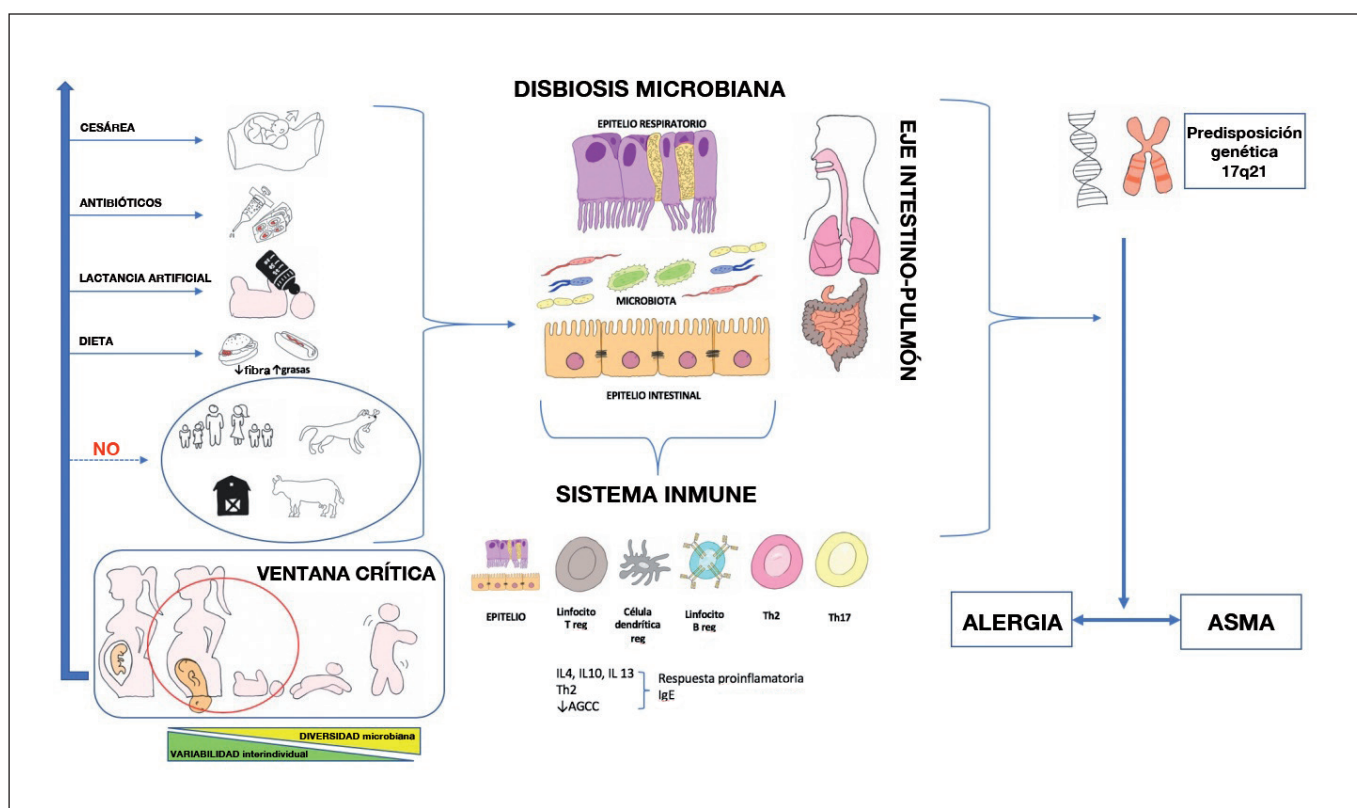 DISBIOSIS MICROBIANA
CESÁREA
ANTIBIÓTICOS
LACTANCIA ARTIFICIAL
DIETA
↓fibra ↑grasas
NO
VENTANA CRÍTICA
DIVERSIDAD microbiana
VARIABILIDAD interindividual
EPITELIO RESPIRATORIO
MICROBIOTA
EPITELIO INTESTINAL
EJE INTESTINO-PULMÓN
SISTEMA INMUNE
EPITELIO
Linfocito
T reg
Célula
dendrítica
reg
Linfocito
B reg
Th2
Th17
IL4, IL10, IL 13
Th2
↓AGCC
Respuesta proinflamatoria
IgE
Predisposición
genética
17q21
ALERGIA
ASMA